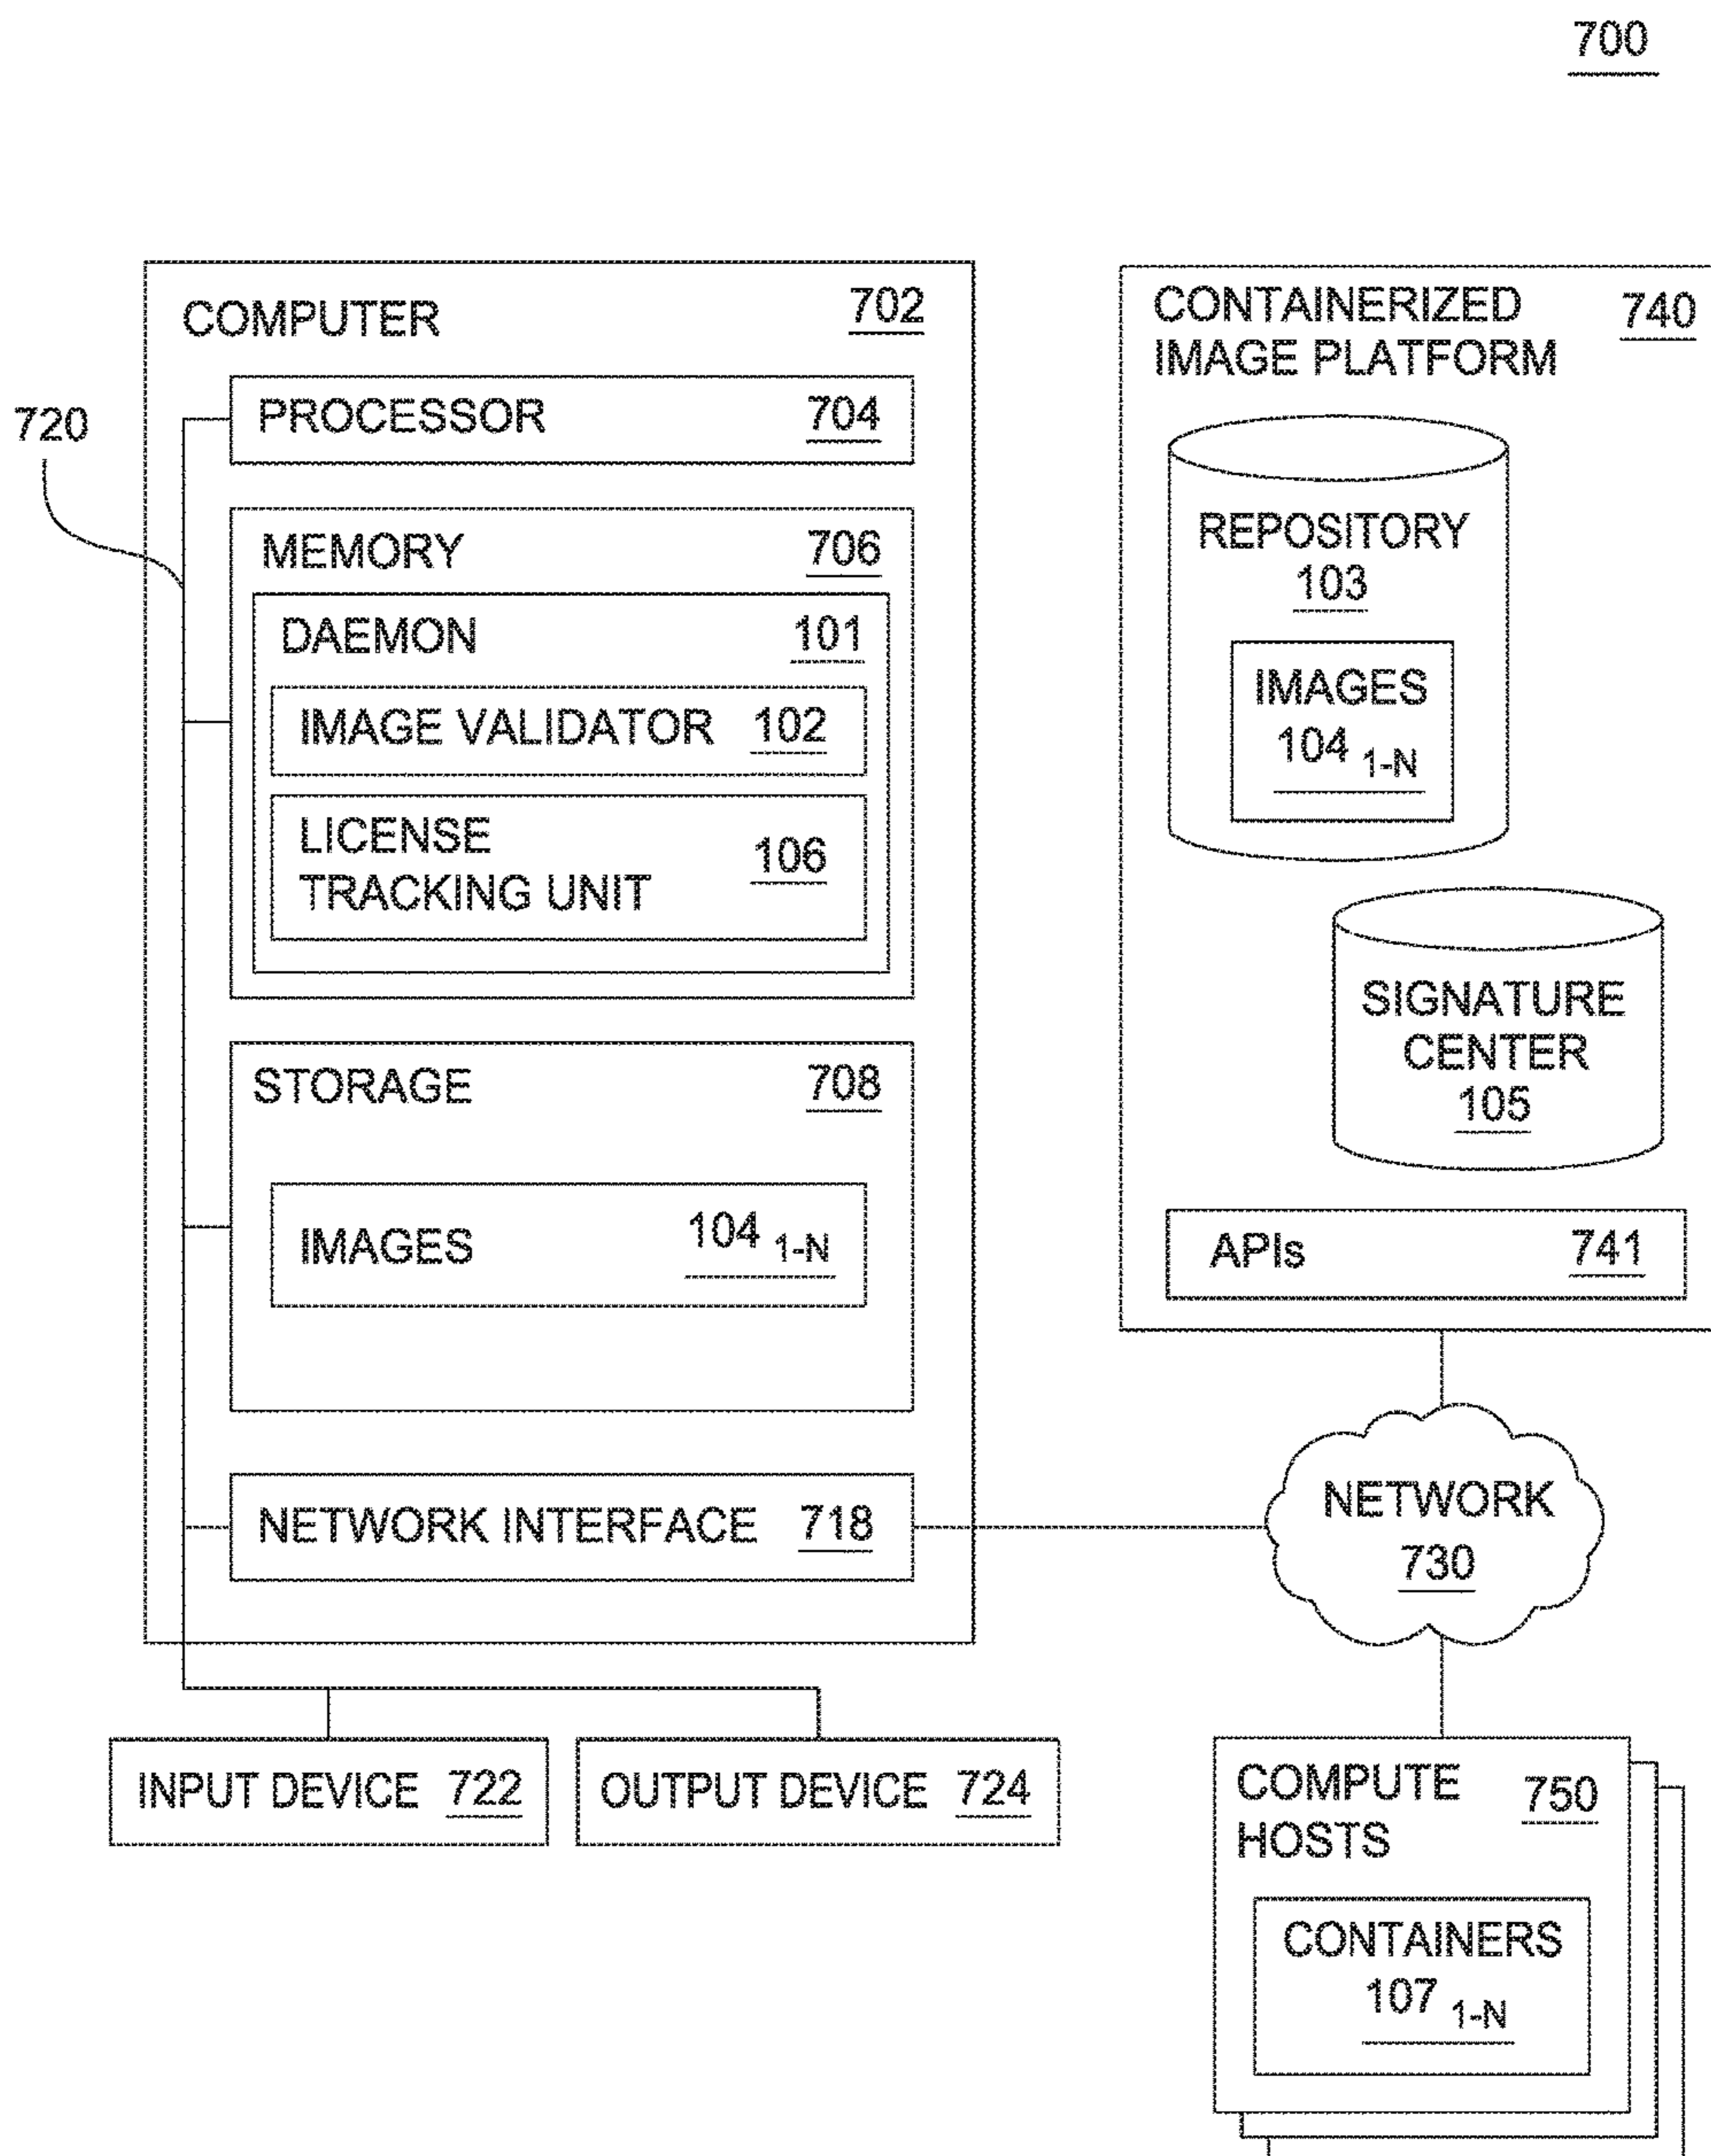 700
COMPUTER 702
720
PROCESSOR 704
MEMORY 706
DAEMON 101
IMAGE VALIDATOR 102
LICENSE
TRACKING UNIT 106
STORAGE 708
IMAGES 104 1-N
NETWORK INTERFACE 718
INPUT DEVICE 722
OUTPUT DEVICE 724
CONTAINERIZED
IMAGE PLATFORM 740
REPOSITORY
103
IMAGES
104 1-N
SIGNATURE
CENTER
105
APIs 741
NETWORK
730
COMPUTE
HOSTS 750
CONTAINERS
107 1-N